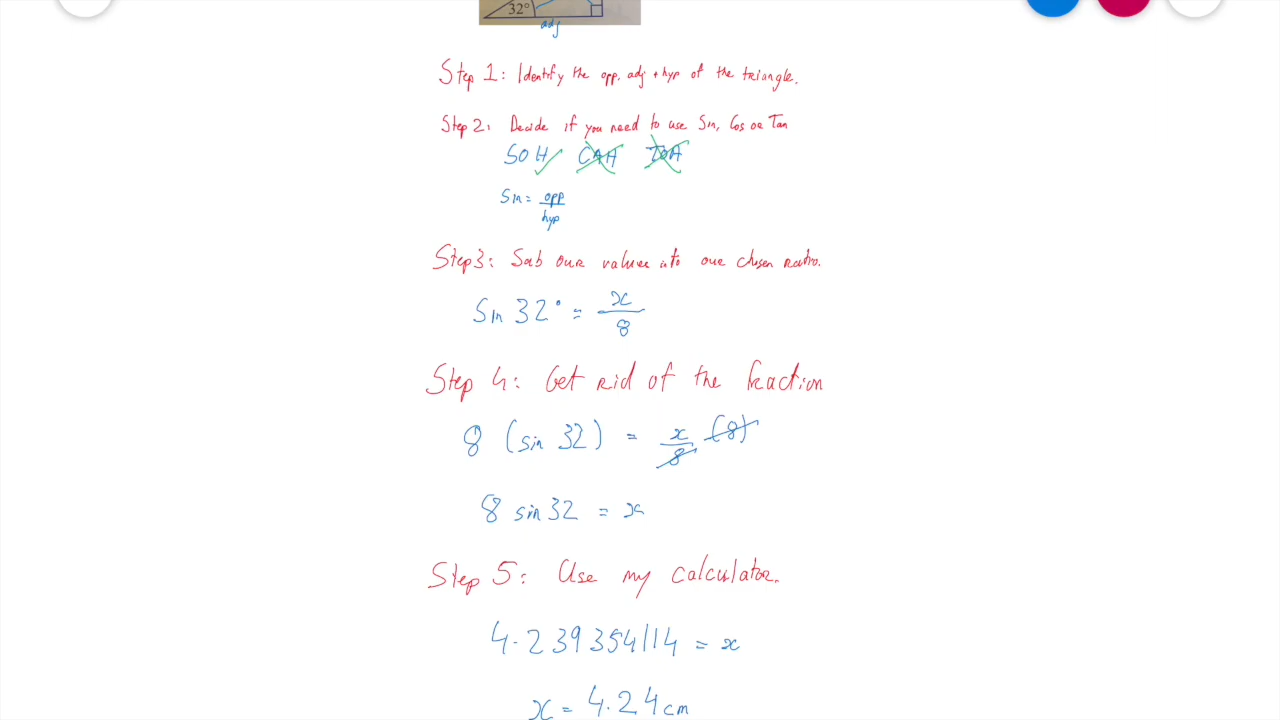 32°
adj
Step 1: Identify the opp, adj + hyp of the triangle.
Step 2: Decide if you need to use Sin, Cos or Tan
SOH CAH TOA
Sin = opp
hyp
Step 3: Sub our values into our chosen ratio.
Sin 32° = x
8
Step 4: Get rid of the fraction
8 (sin 32) = x (8)
8
8 sin 32 = x
Step 5: Use my calculator.
4.239354114 = x
x = 4.24 cm